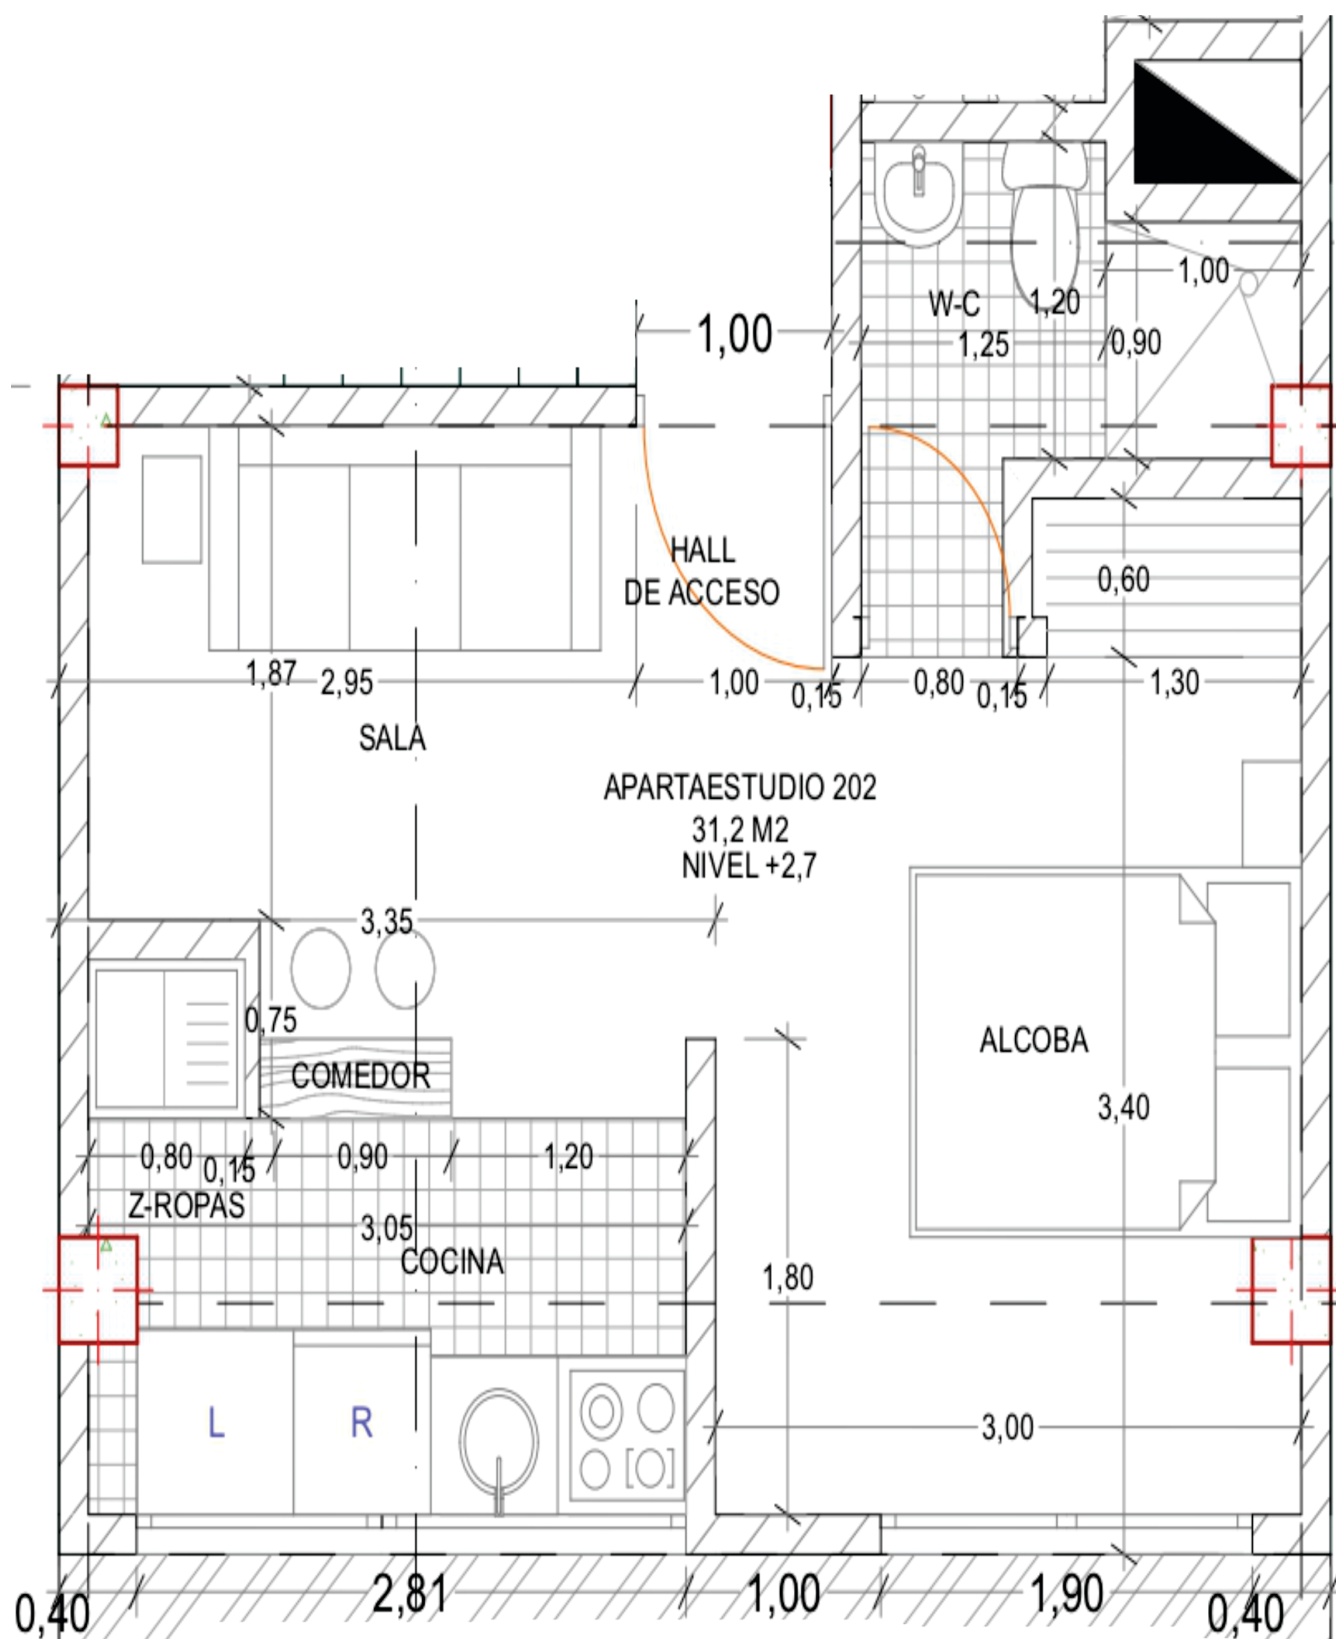 1,00
1,00
W-C
1,20
1,25
0,90
HALL
DE ACCESO
0,60
1,87
2,95
1,00
0,15
0,80
0,15
1,30
SALA
APARTAESTUDIO 202
31,2 M2
NIVEL +2,7
3,35
0,75
COMEDOR
ALCOBA
3,40
0,80
0,15
0,90
1,20
Z-ROPAS
3,05
COCINA
1,80
L
R
3,00
0,40
2,81
1,00
1,90
0,40